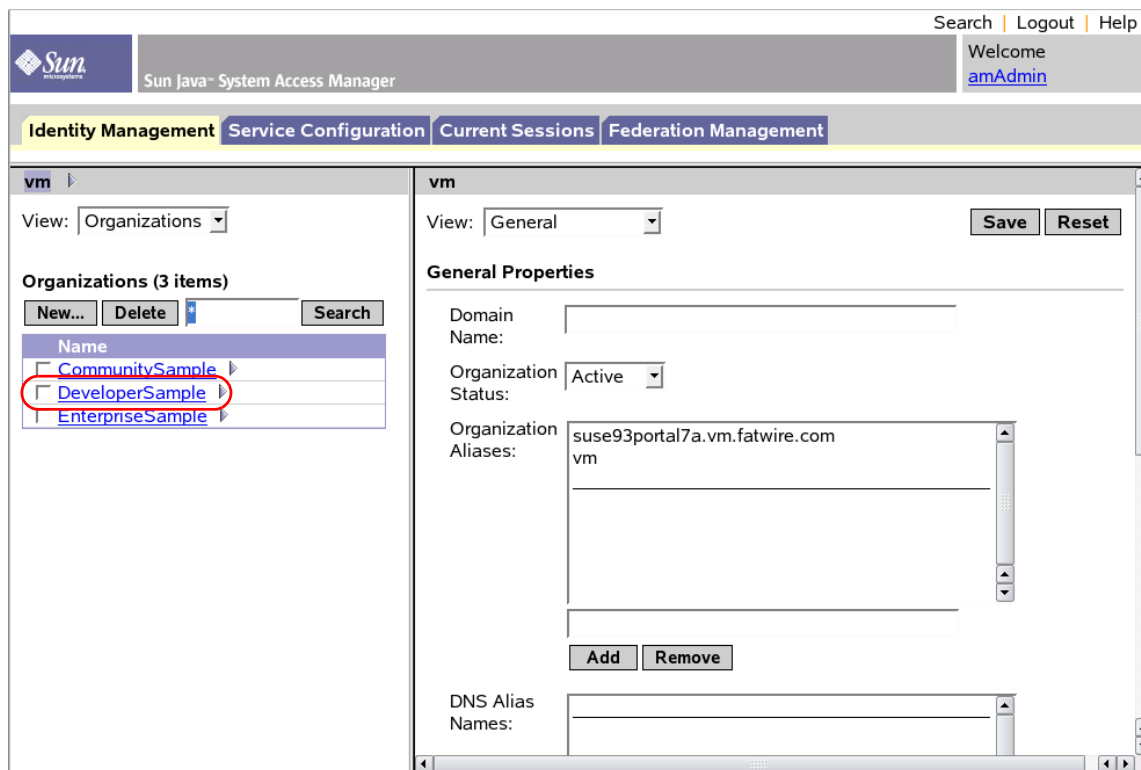 Search | Logout | Help
Sun
microsystems
Sun Java™ System Access Manager
Welcome
amAdmin
Identity Management Service Configuration Current Sessions Federation Management
vm
View: Organizations
Organizations (3 items)
New... Delete * Search
Name
CommunitySample
DeveloperSample
EnterpriseSample
vm
View: General Save Reset
General Properties
Domain
Name:
Organization
Status: Active
Organization
Aliases:
suse93portal7a.vm.fatwire.com
vm
Add Remove
DNS Alias
Names: